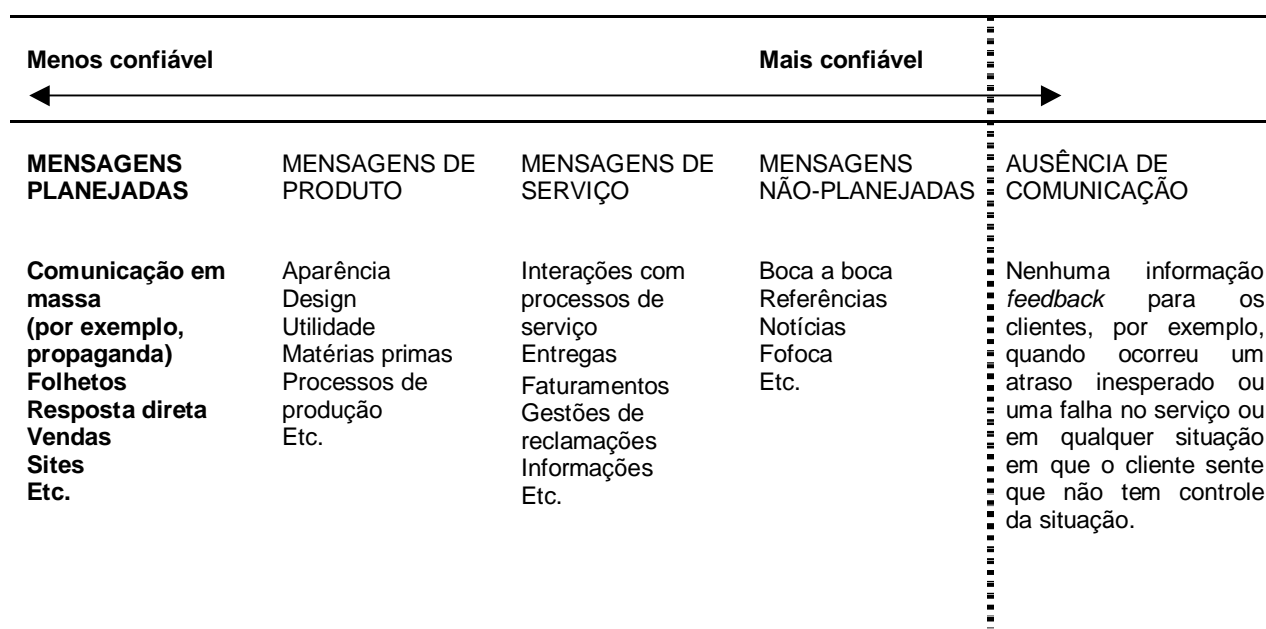 Menos confiável
Mais confiável
MENSAGENS
PLANEJADAS
MENSAGENS DE
PRODUTO
MENSAGENS DE
SERVIÇO
MENSAGENS
NÃO-PLANEJADAS
AUSÊNCIA DE
COMUNICAÇÃO
Comunicação em
massa
(por exemplo,
propaganda)
Folhetos
Resposta direta
Vendas
Sites
Etc.
Aparência
Design
Utilidade
Matérias primas
Processos de
produção
Etc.
Interações com
processos de
serviço
Entregas
Faturamentos
Gestões de
reclamações
Informações
Etc.
Boca a boca
Referências
Notícias
Fofoca
Etc.
Nenhuma informação
feedback para os
clientes, por exemplo,
quando ocorreu um
atraso inesperado ou
uma falha no serviço ou
em qualquer situação
em que o cliente sente
que não tem controle
da situação.